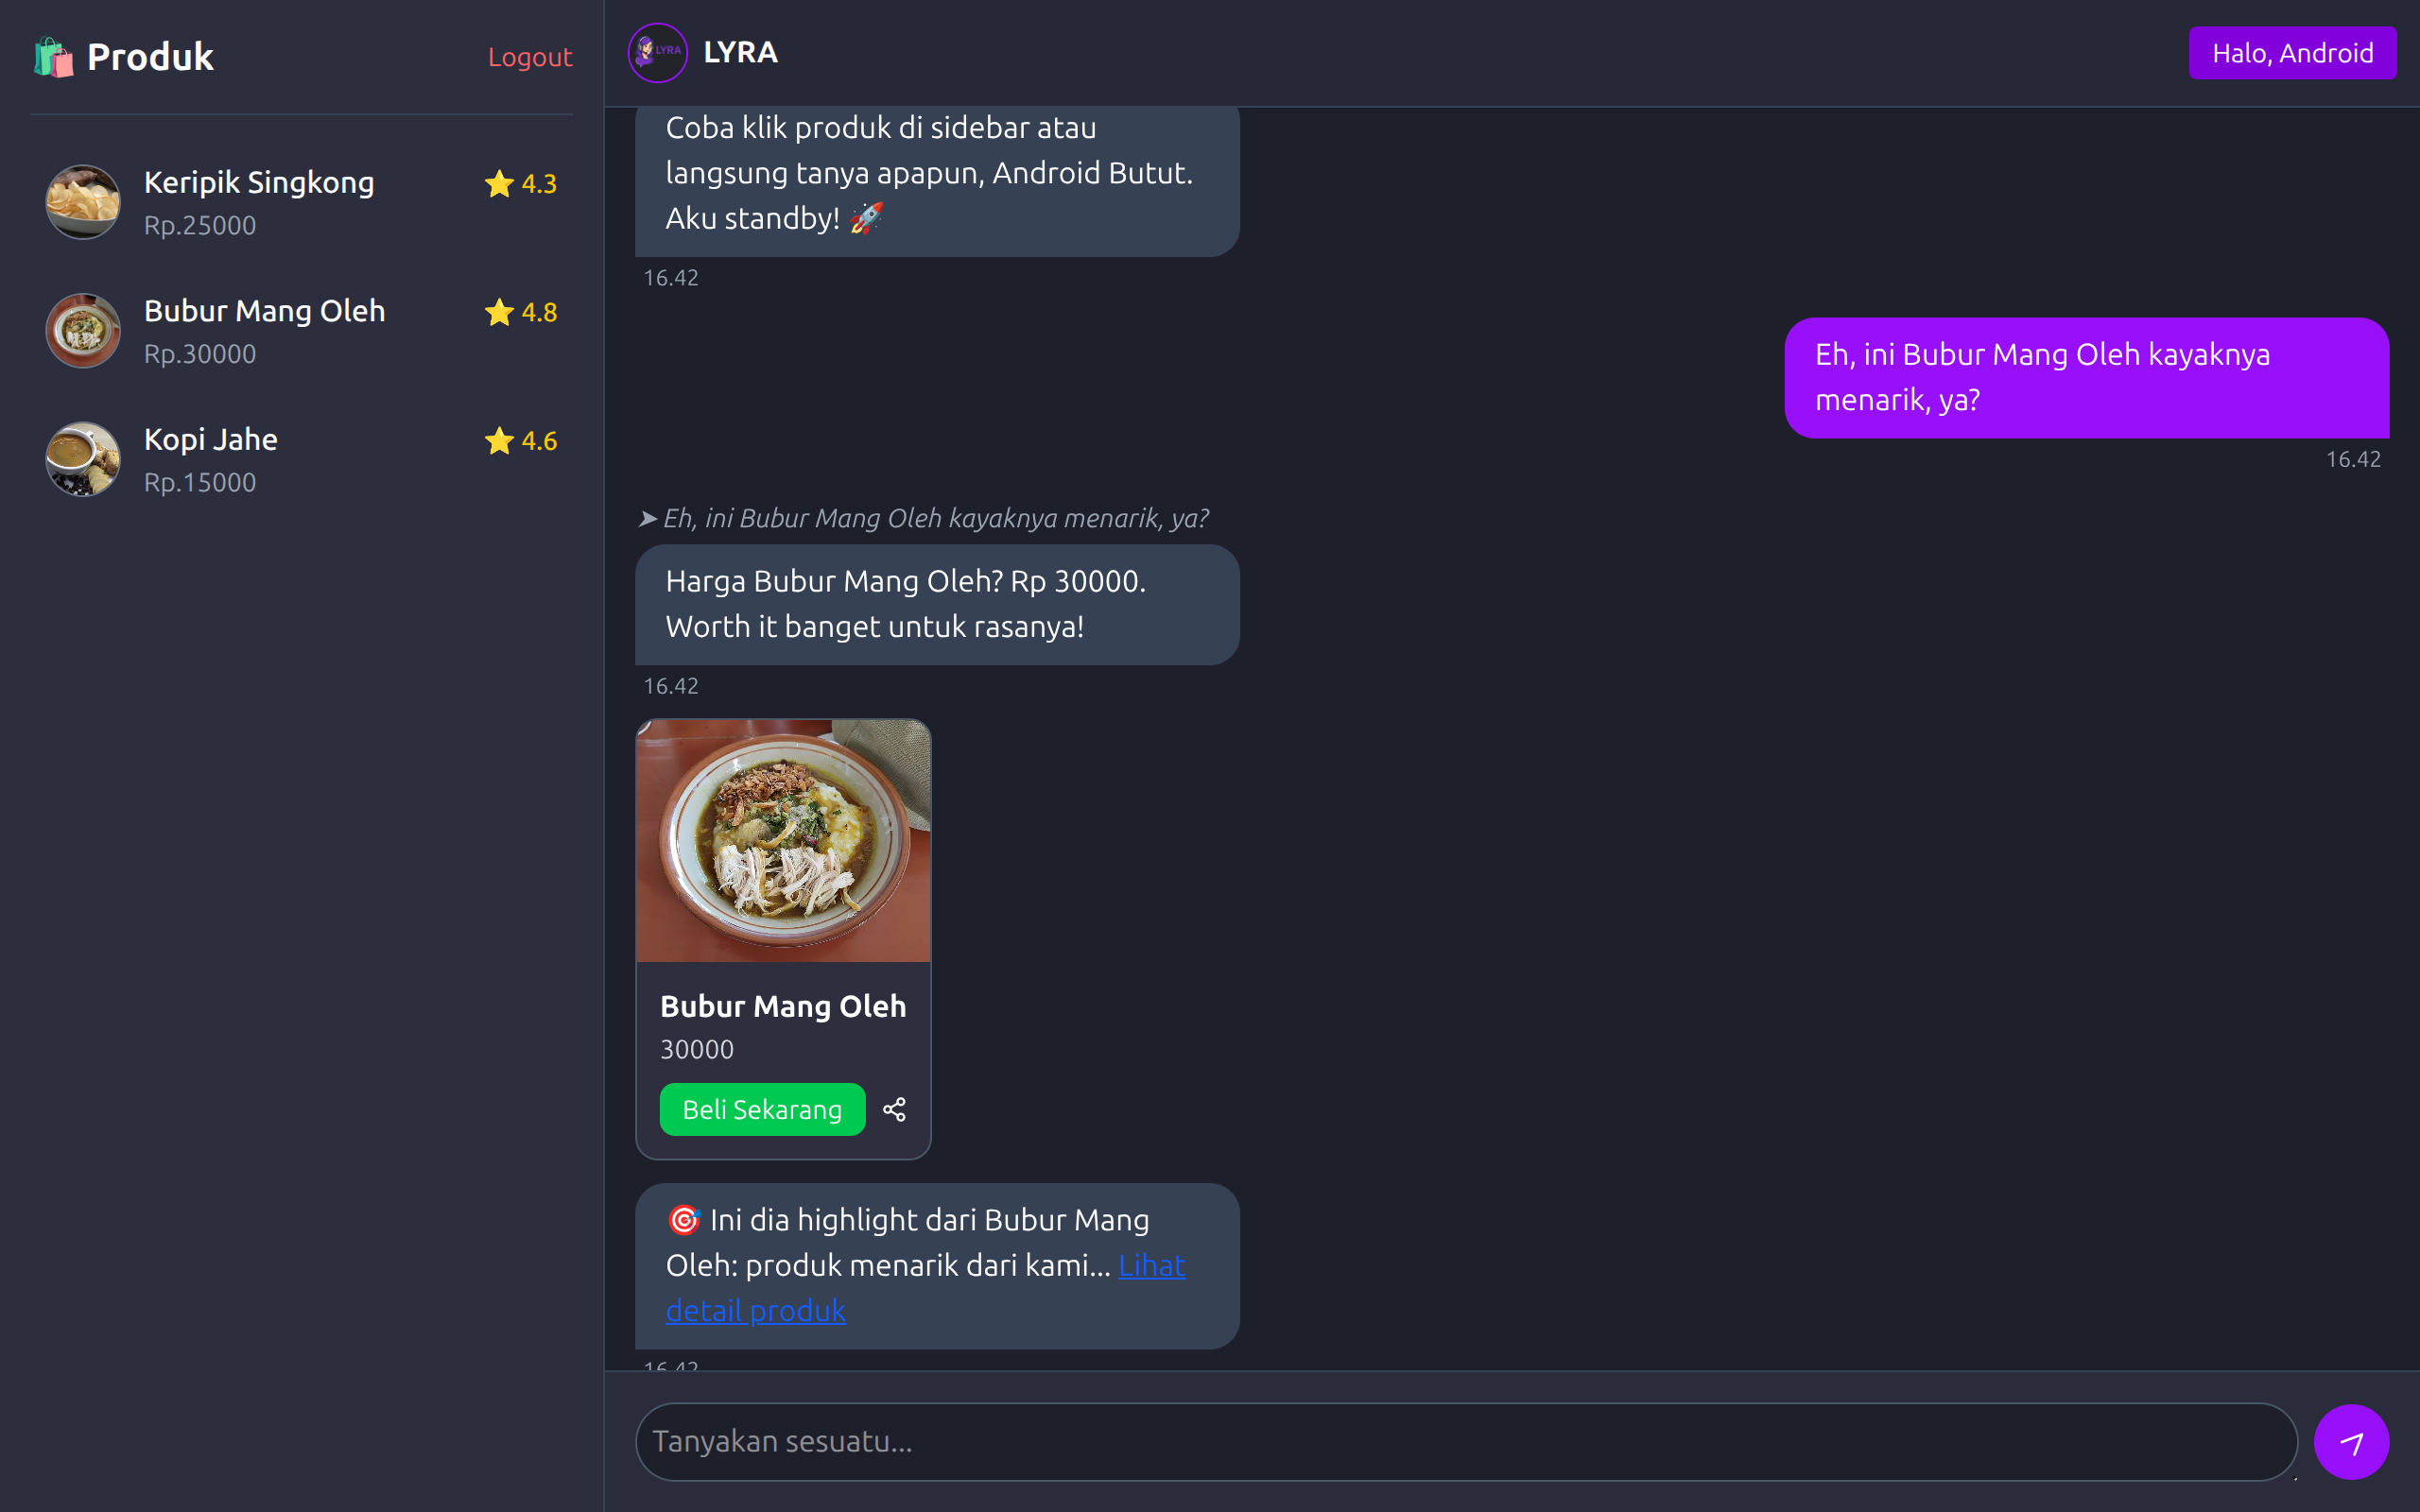 🛍️ Produk
Logout
Keripik Singkong
⭐ 4.3
Rp.25000
Bubur Mang Oleh
⭐ 4.8
Rp.30000
Kopi Jahe
⭐ 4.6
Rp.15000
LYRA
LYRA
Halo, Android
Coba klik produk di sidebar atau
langsung tanya apapun, Android Butut.
Aku standby! 🚀
16.42
Eh, ini Bubur Mang Oleh kayaknya
menarik, ya?
16.42
➤ Eh, ini Bubur Mang Oleh kayaknya menarik, ya?
Harga Bubur Mang Oleh? Rp 30000.
Worth it banget untuk rasanya!
16.42
Bubur Mang Oleh
30000
Beli Sekarang
🎯 Ini dia highlight dari Bubur Mang
Oleh: produk menarik dari kami... Lihat
detail produk
16.42
Tanyakan sesuatu...